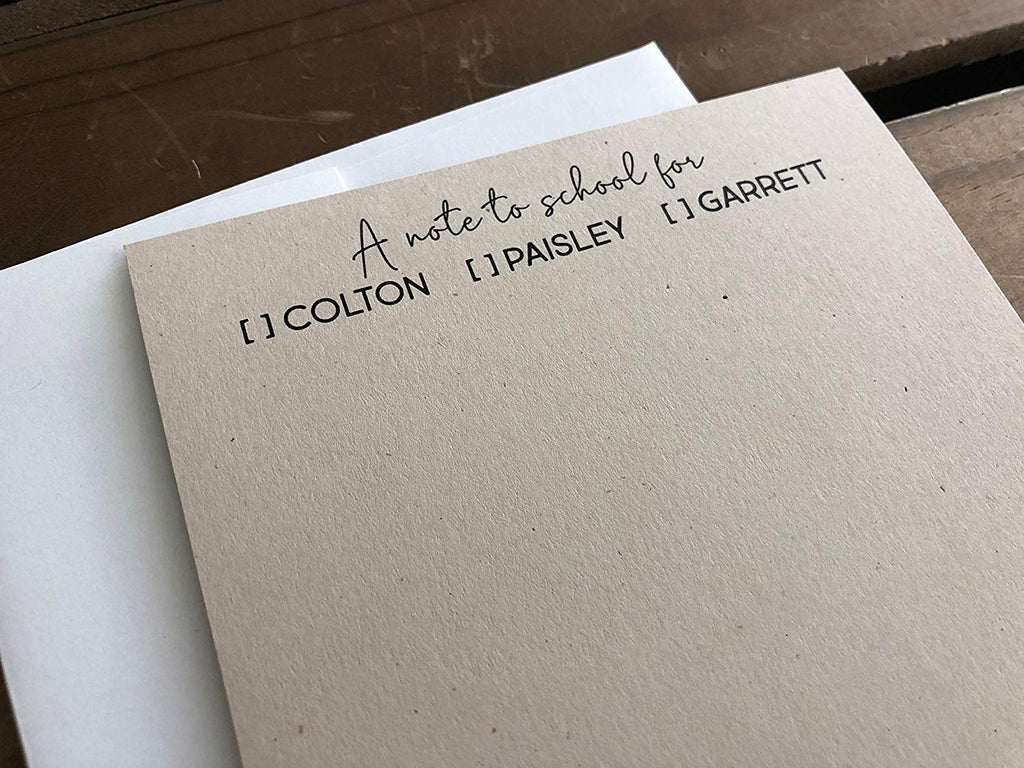 A note to school for
[ ] COLTON [ ] PAISLEY [ ] GARRETT